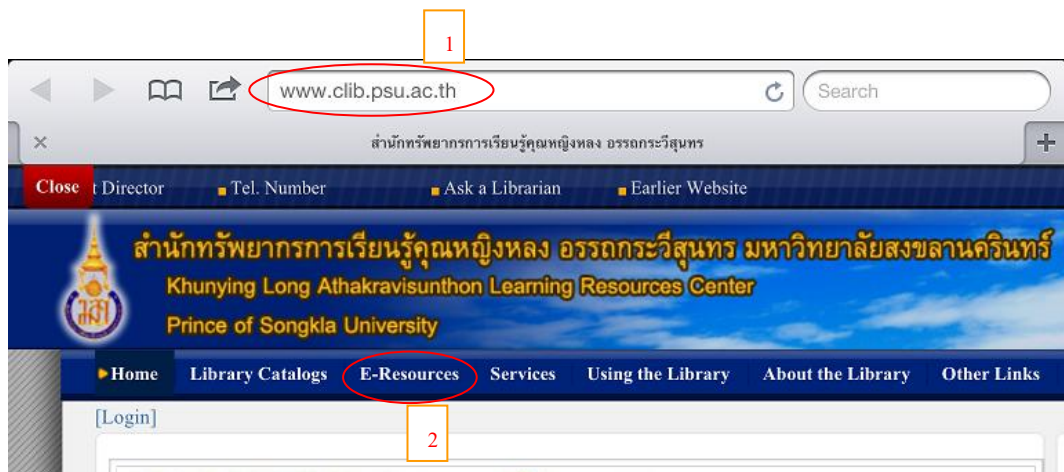 1
www.clib.psu.ac.th
Search
สำนักทรัพยากรการเรียนรู้คุณหญิงหลง อรรถกระวีสุนทร
Close t Director Tel. Number Ask a Librarian Earlier Website
สำนักทรัพยากรการเรียนรู้คุณหญิงหลง อรรถกระวีสุนทร มหาวิทยาลัยสงขลานครินทร์
Khunying Long Athakravisunthon Learning Resources Center
Prince of Songkla University
Home Library Catalogs E-Resources Services Using the Library About the Library Other Links
[Login]
2